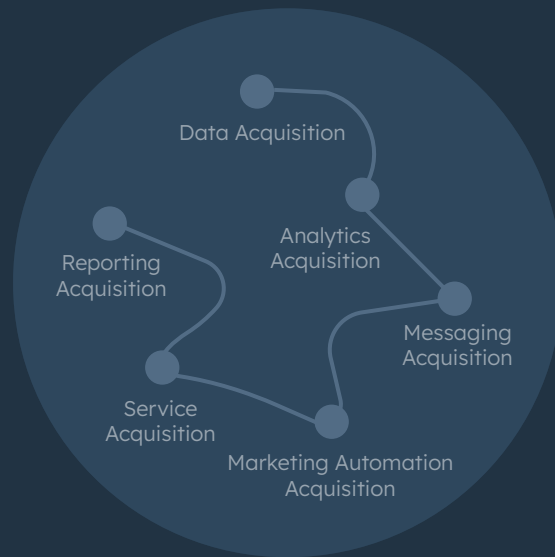 Data Acquisition
Analytics
Acquisition
Reporting
Acquisition
Messaging
Acquisition
Service
Acquisition
Marketing Automation
Acquisition